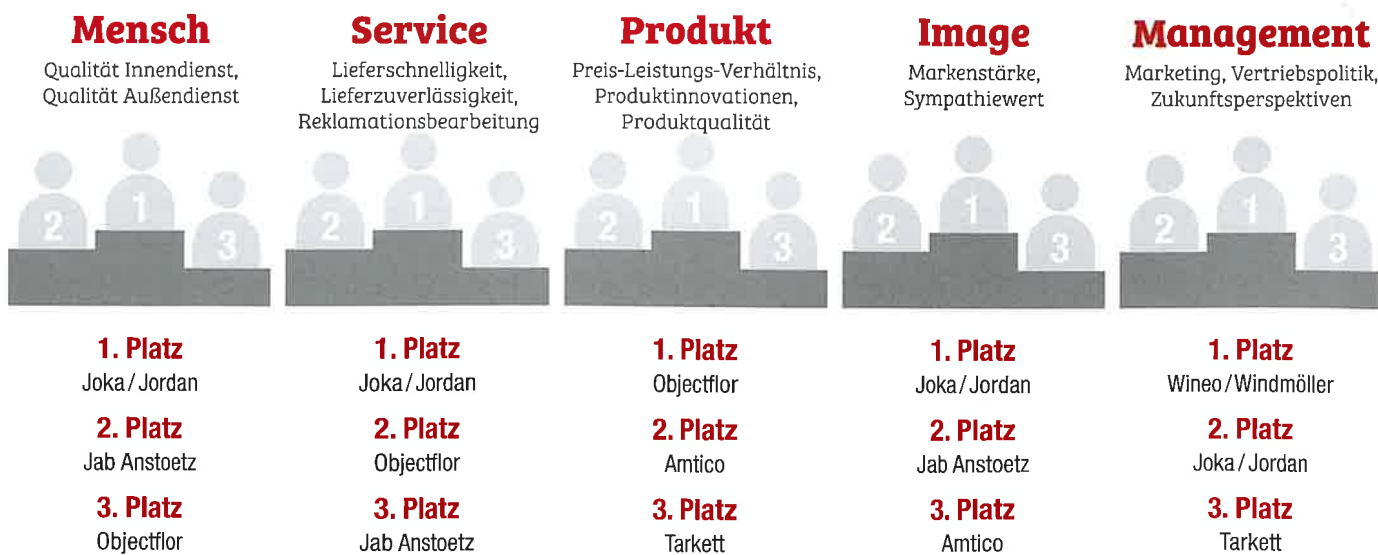 Mensch
Qualität Innendienst,
Qualität Außendienst
2
1
3
1. Platz
Joka/Jordan
2. Platz
Jab Anstoetz
3. Platz
Objectflor
Service
Lieferschnelligkeit,
Lieferzuverlässigkeit,
Reklamationsbearbeitung
2
1
3
1. Platz
Joka/Jordan
2. Platz
Objectflor
3. Platz
Jab Anstoetz
Produkt
Preis-Leistungs-Verhältnis,
Produktinnovationen,
Produktqualität
2
1
3
1. Platz
Objectflor
2. Platz
Amtico
3. Platz
Tarkett
Image
Markenstärke,
Sympathiewert
2
1
3
1. Platz
Joka/Jordan
2. Platz
Jab Anstoetz
3. Platz
Amtico
Management
Marketing, Vertriebspolitik,
Zukunftsperspektiven
2
1
3
1. Platz
Wineo/Windmöller
2. Platz
Joka/Jordan
3. Platz
Tarkett